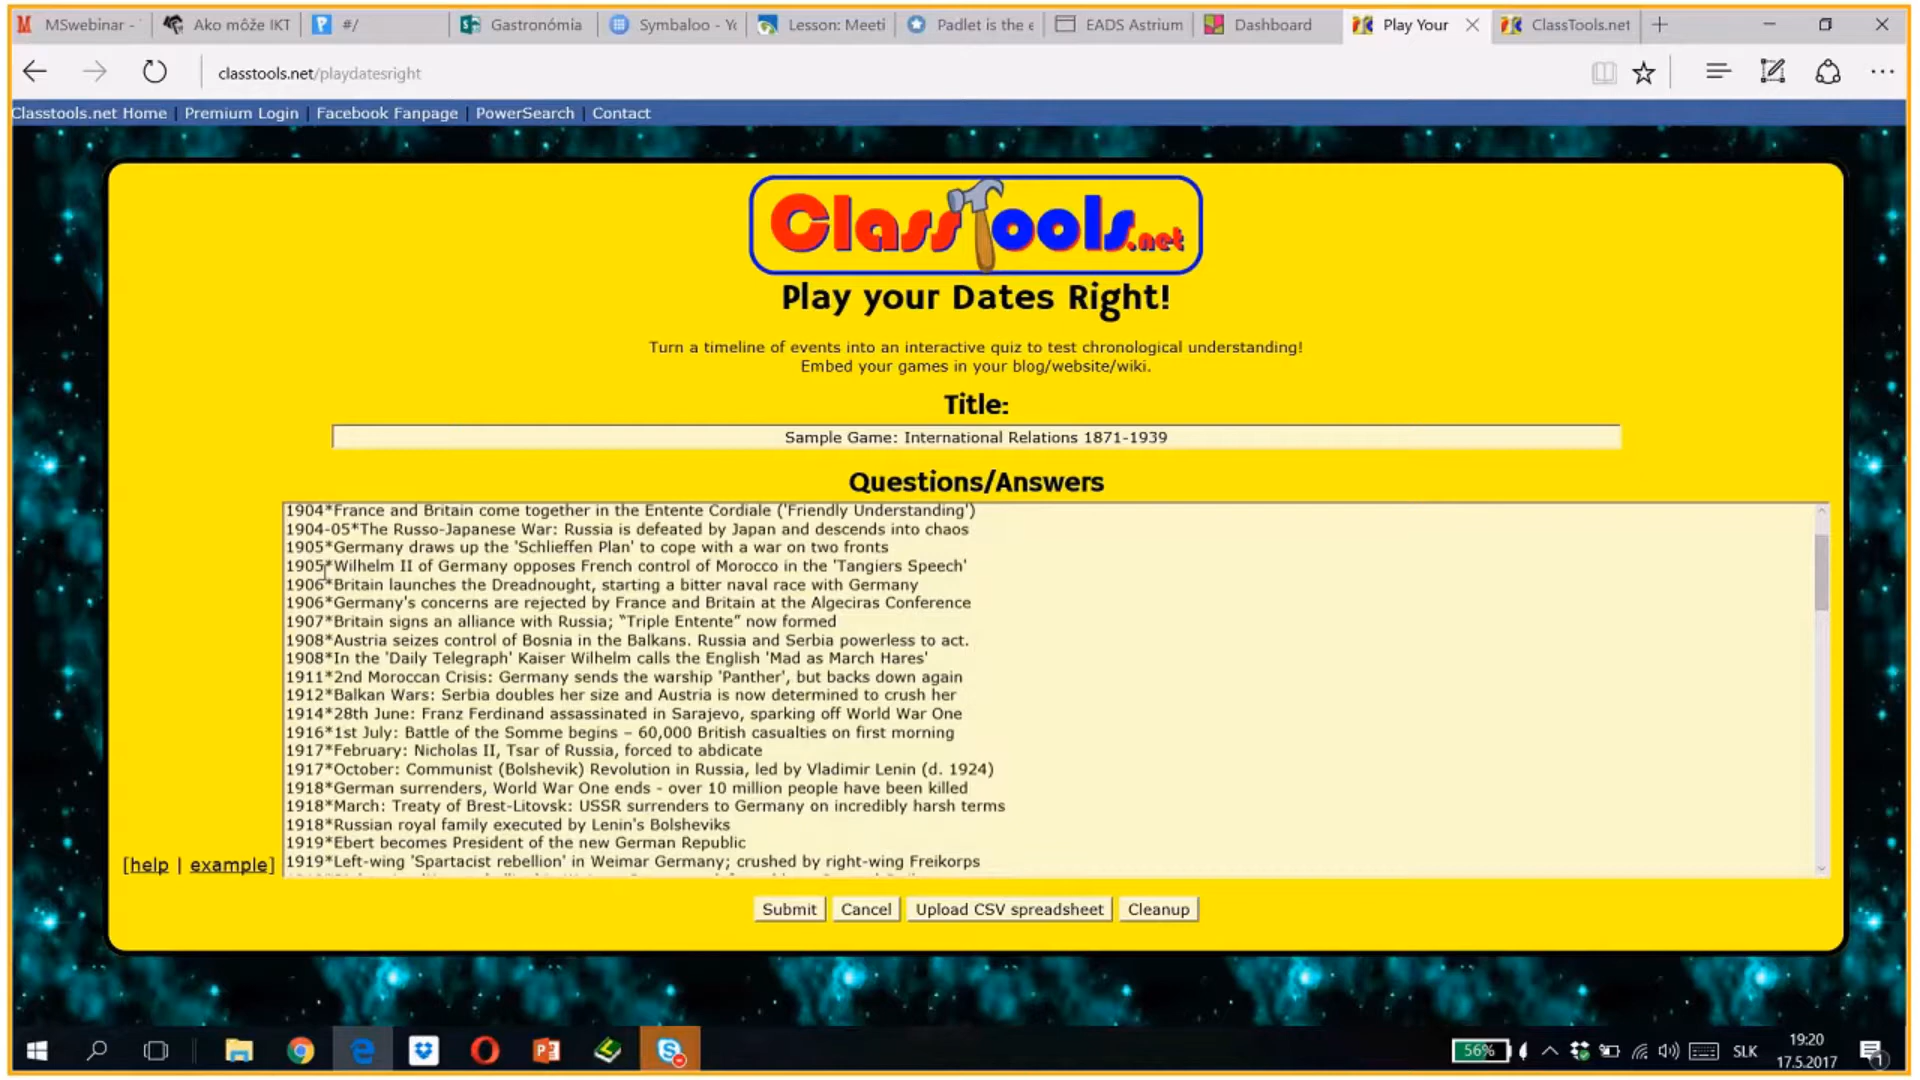 MSwebinar -
Ako môže IKT
#/
Gastronómia
Symbaloo - Yo
Lesson: Meeti
Padlet is the e
EADS Astrium
Dashboard
Play Your
ClassTools.net
classtools.net/playdatesright
Classtools.net Home | Premium Login | Facebook Fanpage | PowerSearch | Contact
ClassTools.net
Play your Dates Right!
Turn a timeline of events into an interactive quiz to test chronological understanding!
Embed your games in your blog/website/wiki.
Title:
Sample Game: International Relations 1871-1939
Questions/Answers
1904*France and Britain come together in the Entente Cordiale ('Friendly Understanding')
1904-05*The Russo-Japanese War: Russia is defeated by Japan and descends into chaos
1905*Germany draws up the 'Schlieffen Plan' to cope with a war on two fronts
1905*Wilhelm II of Germany opposes French control of Morocco in the 'Tangiers Speech'
1906*Britain launches the Dreadnought, starting a bitter naval race with Germany
1906*Germany's concerns are rejected by France and Britain at the Algeciras Conference
1907*Britain signs an alliance with Russia; “Triple Entente” now formed
1908*Austria seizes control of Bosnia in the Balkans. Russia and Serbia powerless to act.
1908*In the 'Daily Telegraph' Kaiser Wilhelm calls the English 'Mad as March Hares'
1911*2nd Moroccan Crisis: Germany sends the warship 'Panther', but backs down again
1912*Balkan Wars: Serbia doubles her size and Austria is now determined to crush her
1914*28th June: Franz Ferdinand assassinated in Sarajevo, sparking off World War One
1916*1st July: Battle of the Somme begins – 60,000 British casualties on first morning
1917*February: Nicholas II, Tsar of Russia, forced to abdicate
1917*October: Communist (Bolshevik) Revolution in Russia, led by Vladimir Lenin (d. 1924)
1918*German surrenders, World War One ends - over 10 million people have been killed
1918*March: Treaty of Brest-Litovsk: USSR surrenders to Germany on incredibly harsh terms
1918*Russian royal family executed by Lenin's Bolsheviks
1919*Ebert becomes President of the new German Republic
1919*Left-wing 'Spartacist rebellion' in Weimar Germany; crushed by right-wing Freikorps
[help | example]
Submit
Cancel
Upload CSV spreadsheet
Cleanup
56%
SLK
19:20
17.5.2017
1